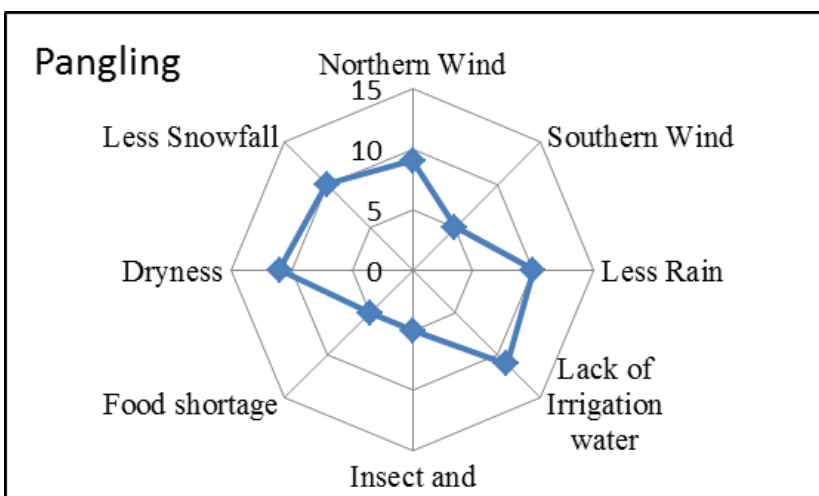 Pangling
Northern Wind
15
Less Snowfall
Southern Wind
10
5
Dryness
0
Less Rain
Food shortage
Lack of
Irrigation
water
Insect and